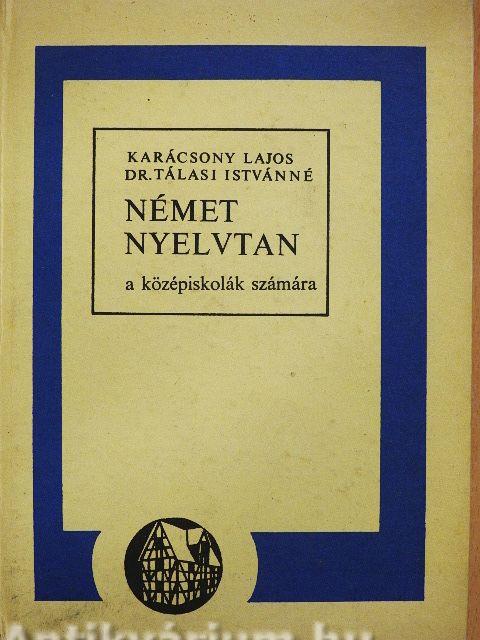 KARÁCSONY LAJOS
DR. TÁLASI ISTVÁNNÉ
NÉMET
NYELVTAN
a középiskolák számára
Antikvárium.hu